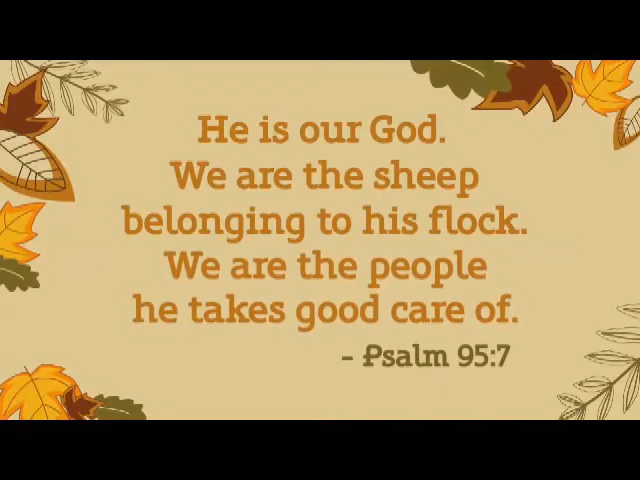 He is our God.
We are the sheep
belonging to his flock.
We are the people
he takes good care of.
- Psalm 95:7